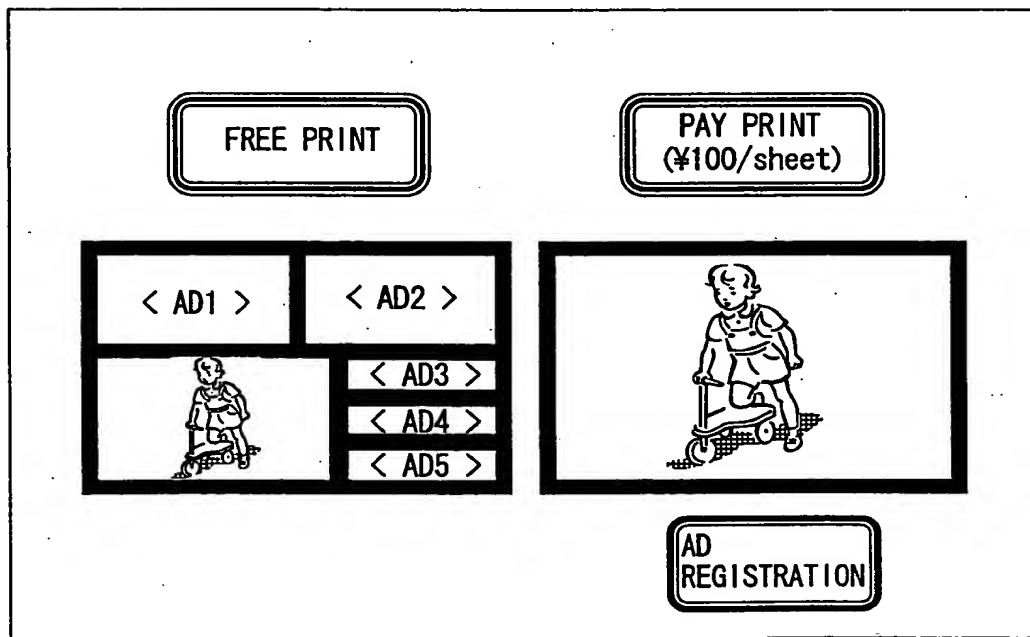 FREE PRINT
PAY PRINT
(¥100/sheet)
< AD1 >
< AD2 >
< AD3 >
< AD4 >
< AD5 >
AD
REGISTRATION